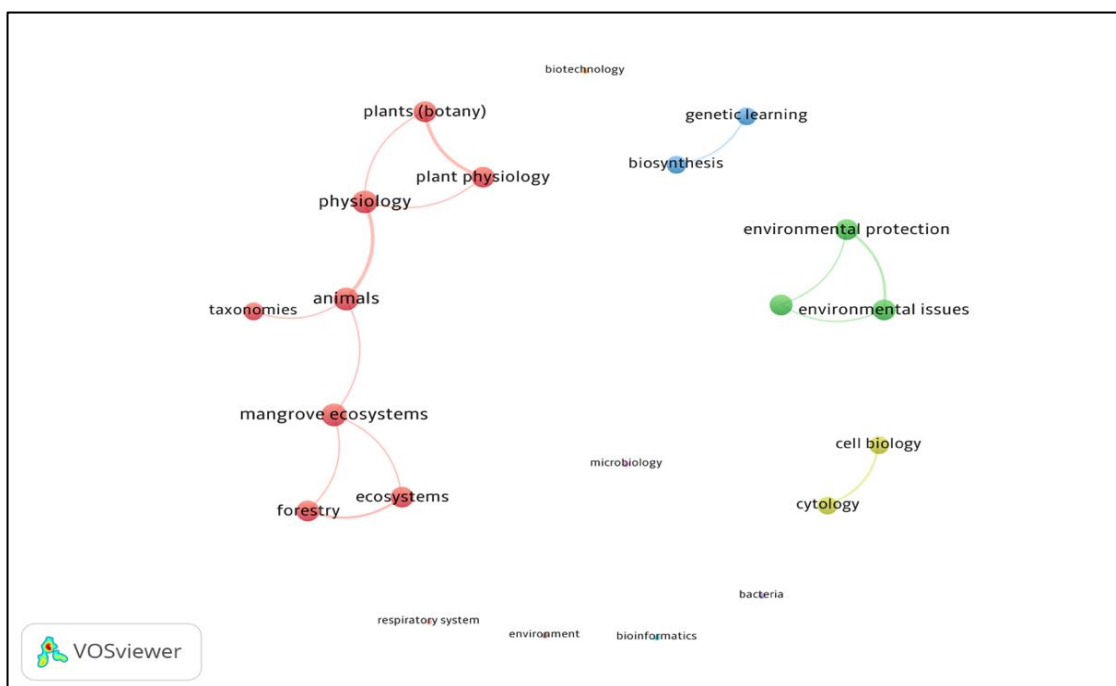 biotechnology
plants (botany)
genetic learning
biosynthesis
plant physiology
physiology
environmental protection
animals
taxonomies
environmental issues
mangrove ecosystems
cell biology
microbiology
ecosystems
forestry
cytology
bacteria
respiratory system
environment
bioinformatics
VOSviewer